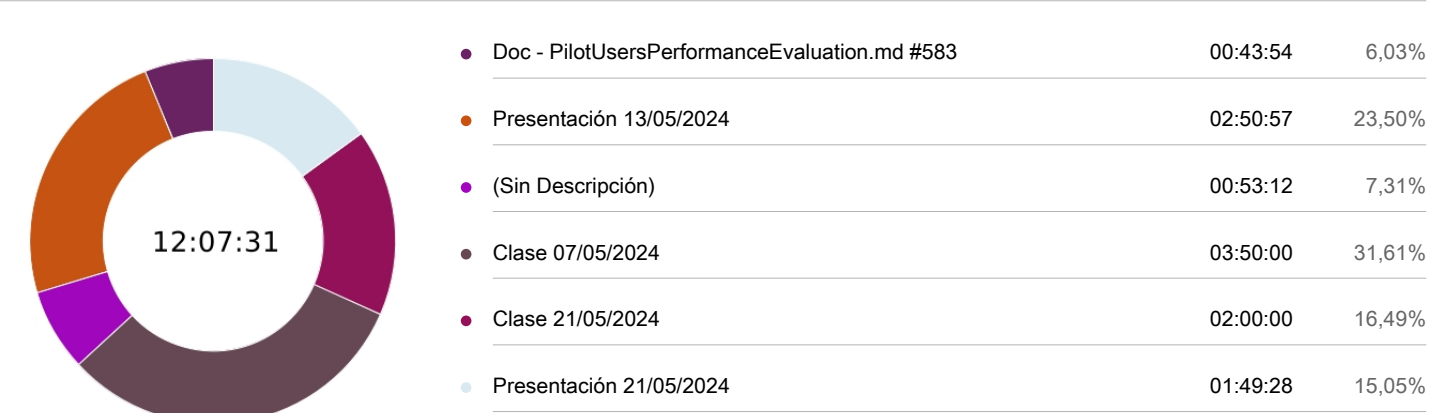 Doc - PilotUsersPerformanceEvaluation.md #583 00:43:54 6,03%
Presentación 13/05/2024 02:50:57 23,50%
(Sin Descripción) 00:53:12 7,31%
12:07:31
Clase 07/05/2024 03:50:00 31,61%
Clase 21/05/2024 02:00:00 16,49%
Presentación 21/05/2024 01:49:28 15,05%